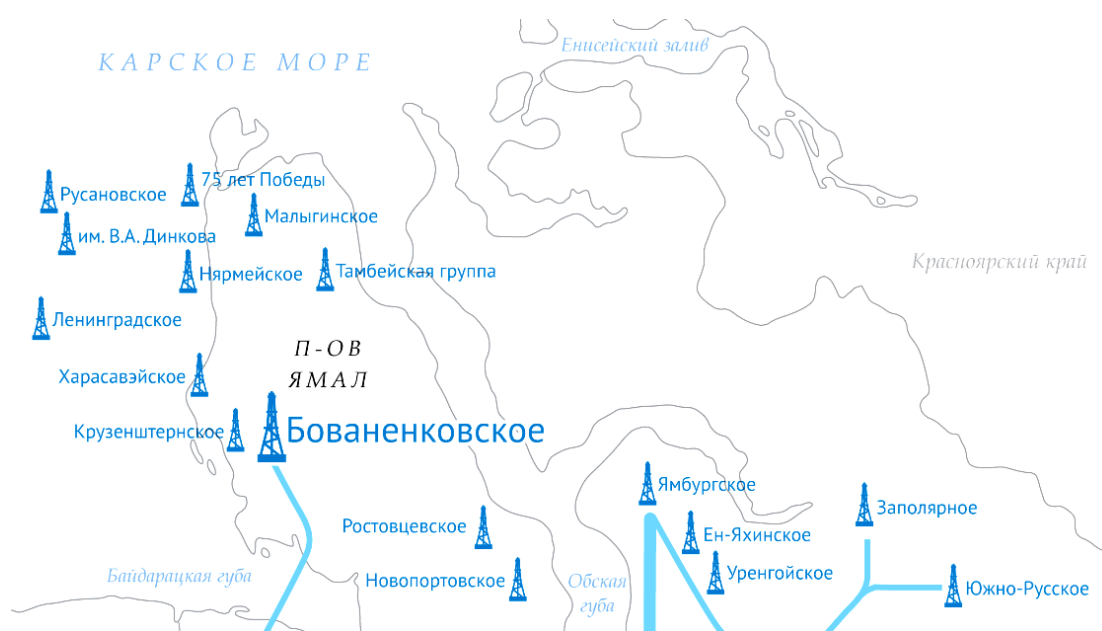 Енисейский залив
КАРСКОЕ МОРЕ
75 лет Победы
Русановское
Малыгинское
им. В.А. Динкова
Красноярский край
Нярмейское
Тамбейская группа
Ленинградское
П-ОВ
ЯМАЛ
Харасавэйское
Крузенштернское
Бованенковское
Ямбургское
Заполярное
Ростовцевское
Ен-Яхинское
Уренгойское
Байдарацкая губа
Новопортовское
Обская
губа
Южно-Русское